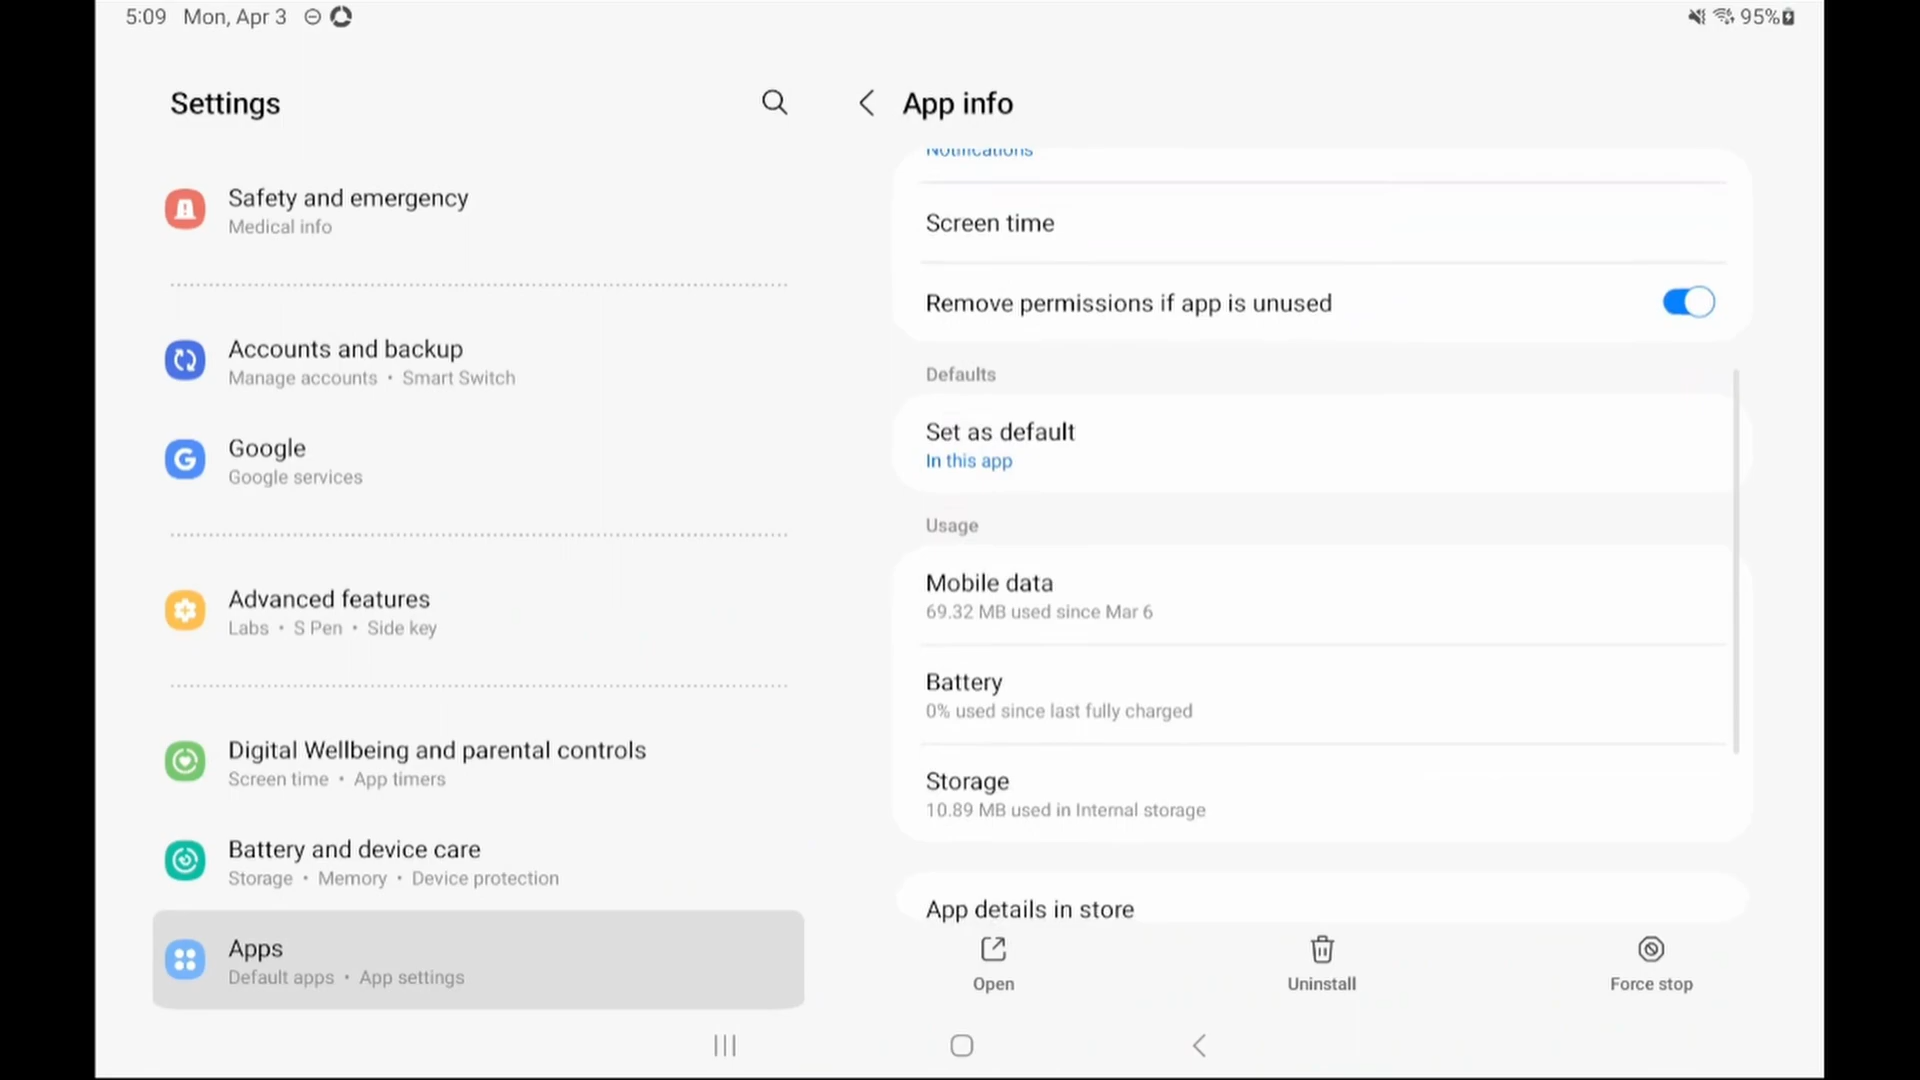 5:09 Mon, Apr 3
95%
Settings
Safety and emergency
Medical info
Accounts and backup
Manage accounts • Smart Switch
Google
Google services
Advanced features
Labs • S Pen • Side key
Digital Wellbeing and parental controls
Screen time • App timers
Battery and device care
Storage • Memory • Device protection
Apps
Default apps • App settings
App info
Notifications
Screen time
Remove permissions if app is unused
Defaults
Set as default
In this app
Usage
Mobile data
69.32 MB used since Mar 6
Battery
0% used since last fully charged
Storage
10.89 MB used in Internal storage
App details in store
Open
Uninstall
Force stop